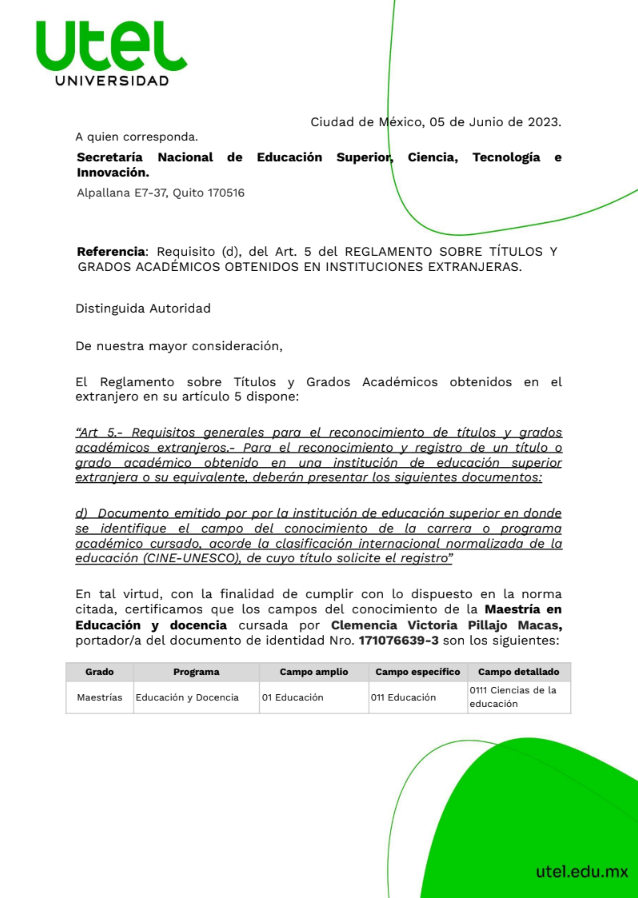 utel
UNIVERSIDAD
Ciudad de México, 05 de Junio de 2023.
A quien corresponda.
Secretaría Nacional de Educación Superior, Ciencia, Tecnología e
Innovación.
Alpallana E7-37, Quito 170516
Referencia: Requisito (d), del Art. 5 del REGLAMENTO SOBRE TÍTULOS Y
GRADOS ACADÉMICOS OBTENIDOS EN INSTITUCIONES EXTRANJERAS.
Distinguida Autoridad
De nuestra mayor consideración,
El Reglamento sobre Títulos y Grados Académicos obtenidos en el
extranjero en su artículo 5 dispone:
“Art 5.- Requisitos generales para el reconocimiento de títulos y grados
académicos extranjeros.- Para el reconocimiento y registro de un título o
grado académico obtenido en una institución de educación superior
extranjera o su equivalente, deberán presentar los siguientes documentos:
d) Documento emitido por por la institución de educación superior en donde
se identifique el campo del conocimiento de la carrera o programa
académico cursado, acorde la clasificación internacional normalizada de la
educación (CINE-UNESCO), de cuyo título solicite el registro”
En tal virtud, con la finalidad de cumplir con lo dispuesto en la norma
citada, certificamos que los campos del conocimiento de la Maestría en
Educación y docencia cursada por Clemencia Victoria Pillajo Macas,
portador/a del documento de identidad Nro. 171076639-3 son los siguientes:
Grado Programa Campo amplio Campo específico Campo detallado
Maestrías Educación y Docencia 01 Educación 011 Educación 0111 Ciencias de la
educación
utel.edu.mx